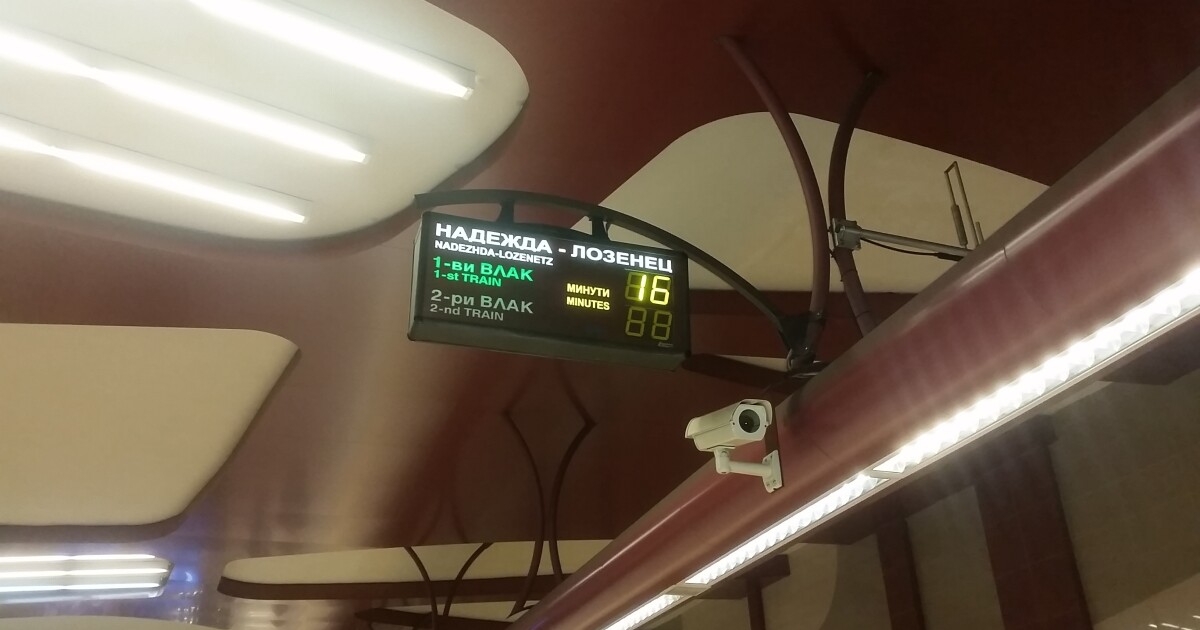 НАДЕЖДА - ЛОЗЕНЕЦ
NADEZHDA-LOZENETZ
1-ви ВЛАК
1-st TRAIN
МИНУТИ
MINUTES
16
2-ри ВЛАК
2-nd TRAIN